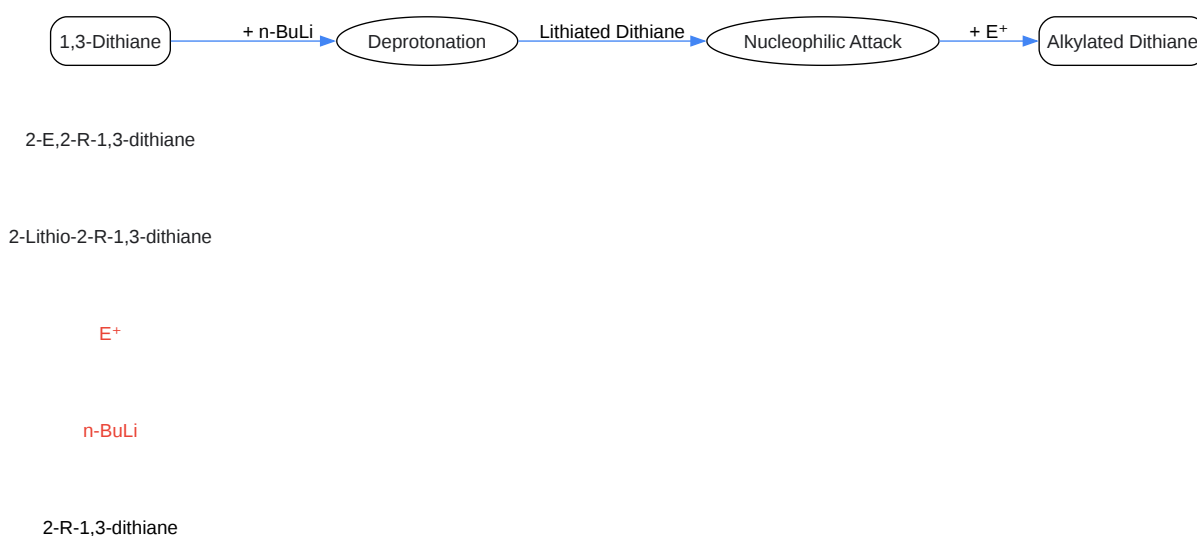 1,3-Dithiane
+ n-BuLi
Deprotonation
Lithiated Dithiane
Nucleophilic Attack
+ E⁺
Alkylated Dithiane
2-E,2-R-1,3-dithiane
2-Lithio-2-R-1,3-dithiane
E⁺
n-BuLi
2-R-1,3-dithiane